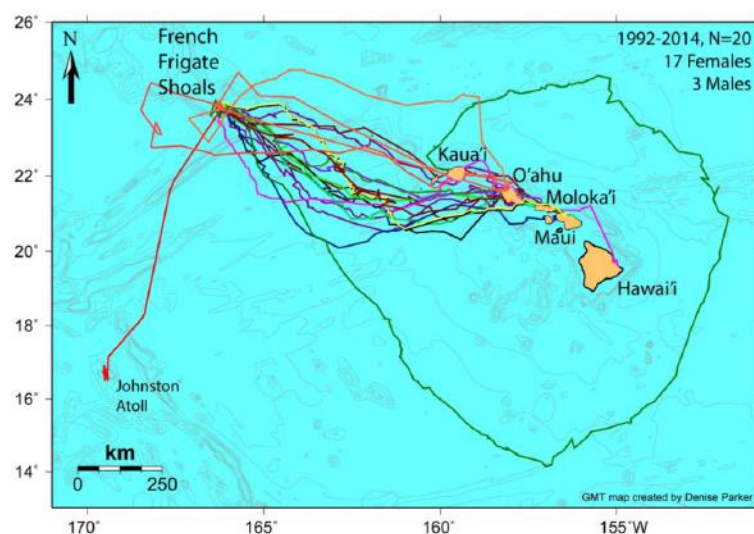 26°
24°
22°
20°
18°
16°
14°
N
French
Frigate
Shoals
1992-2014, N=20
17 Females
3 Males
Kaua'i
O'ahu
Moloka'i
Maui
Hawai'i
Johnston
Atoll
km
0 250
GMT map created by Denise Parker
170° 165° 160° 155°W